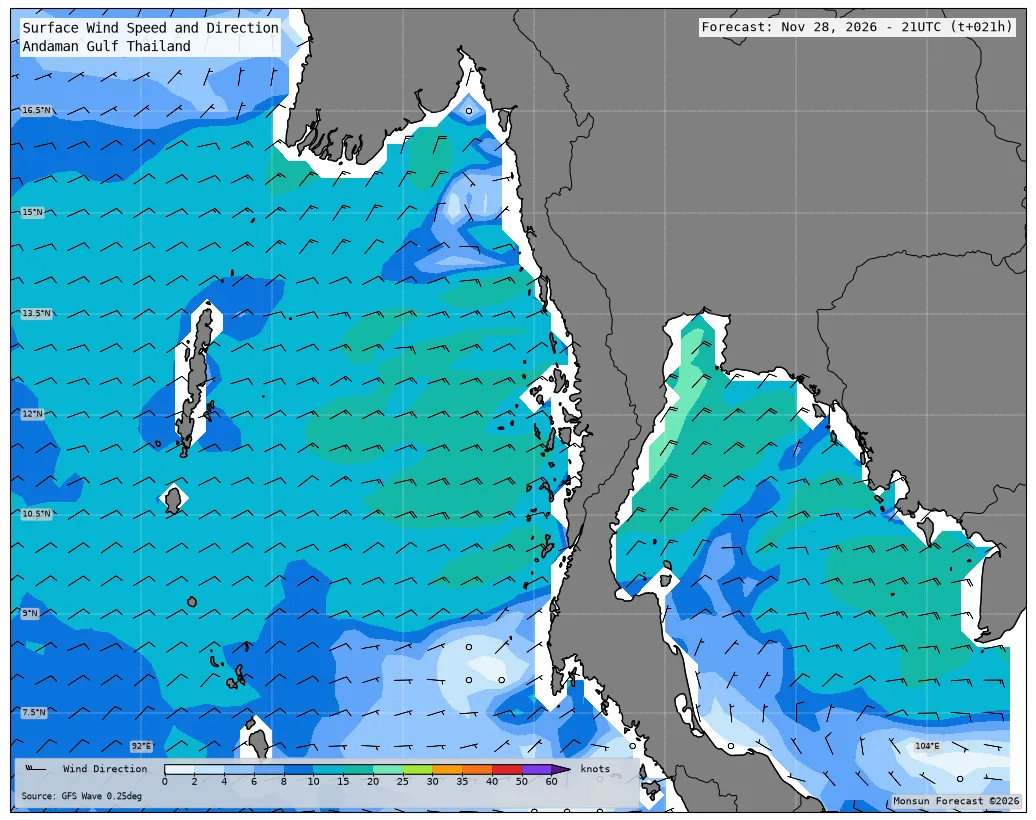 Surface Wind Speed and Direction
Andaman Gulf Thailand
Forecast: Nov 28, 2026 - 21UTC (t+021h)
16.5°N
15°N
13.5°N
12°N
10.5°N
9°N
7.5°N
92°E
104°E
Wind Direction
0 2 4 6 8 10 15 20 25 30 35 40 50 60
knots
Source: GFS Wave 0.25deg
Monsun Forecast ©2026